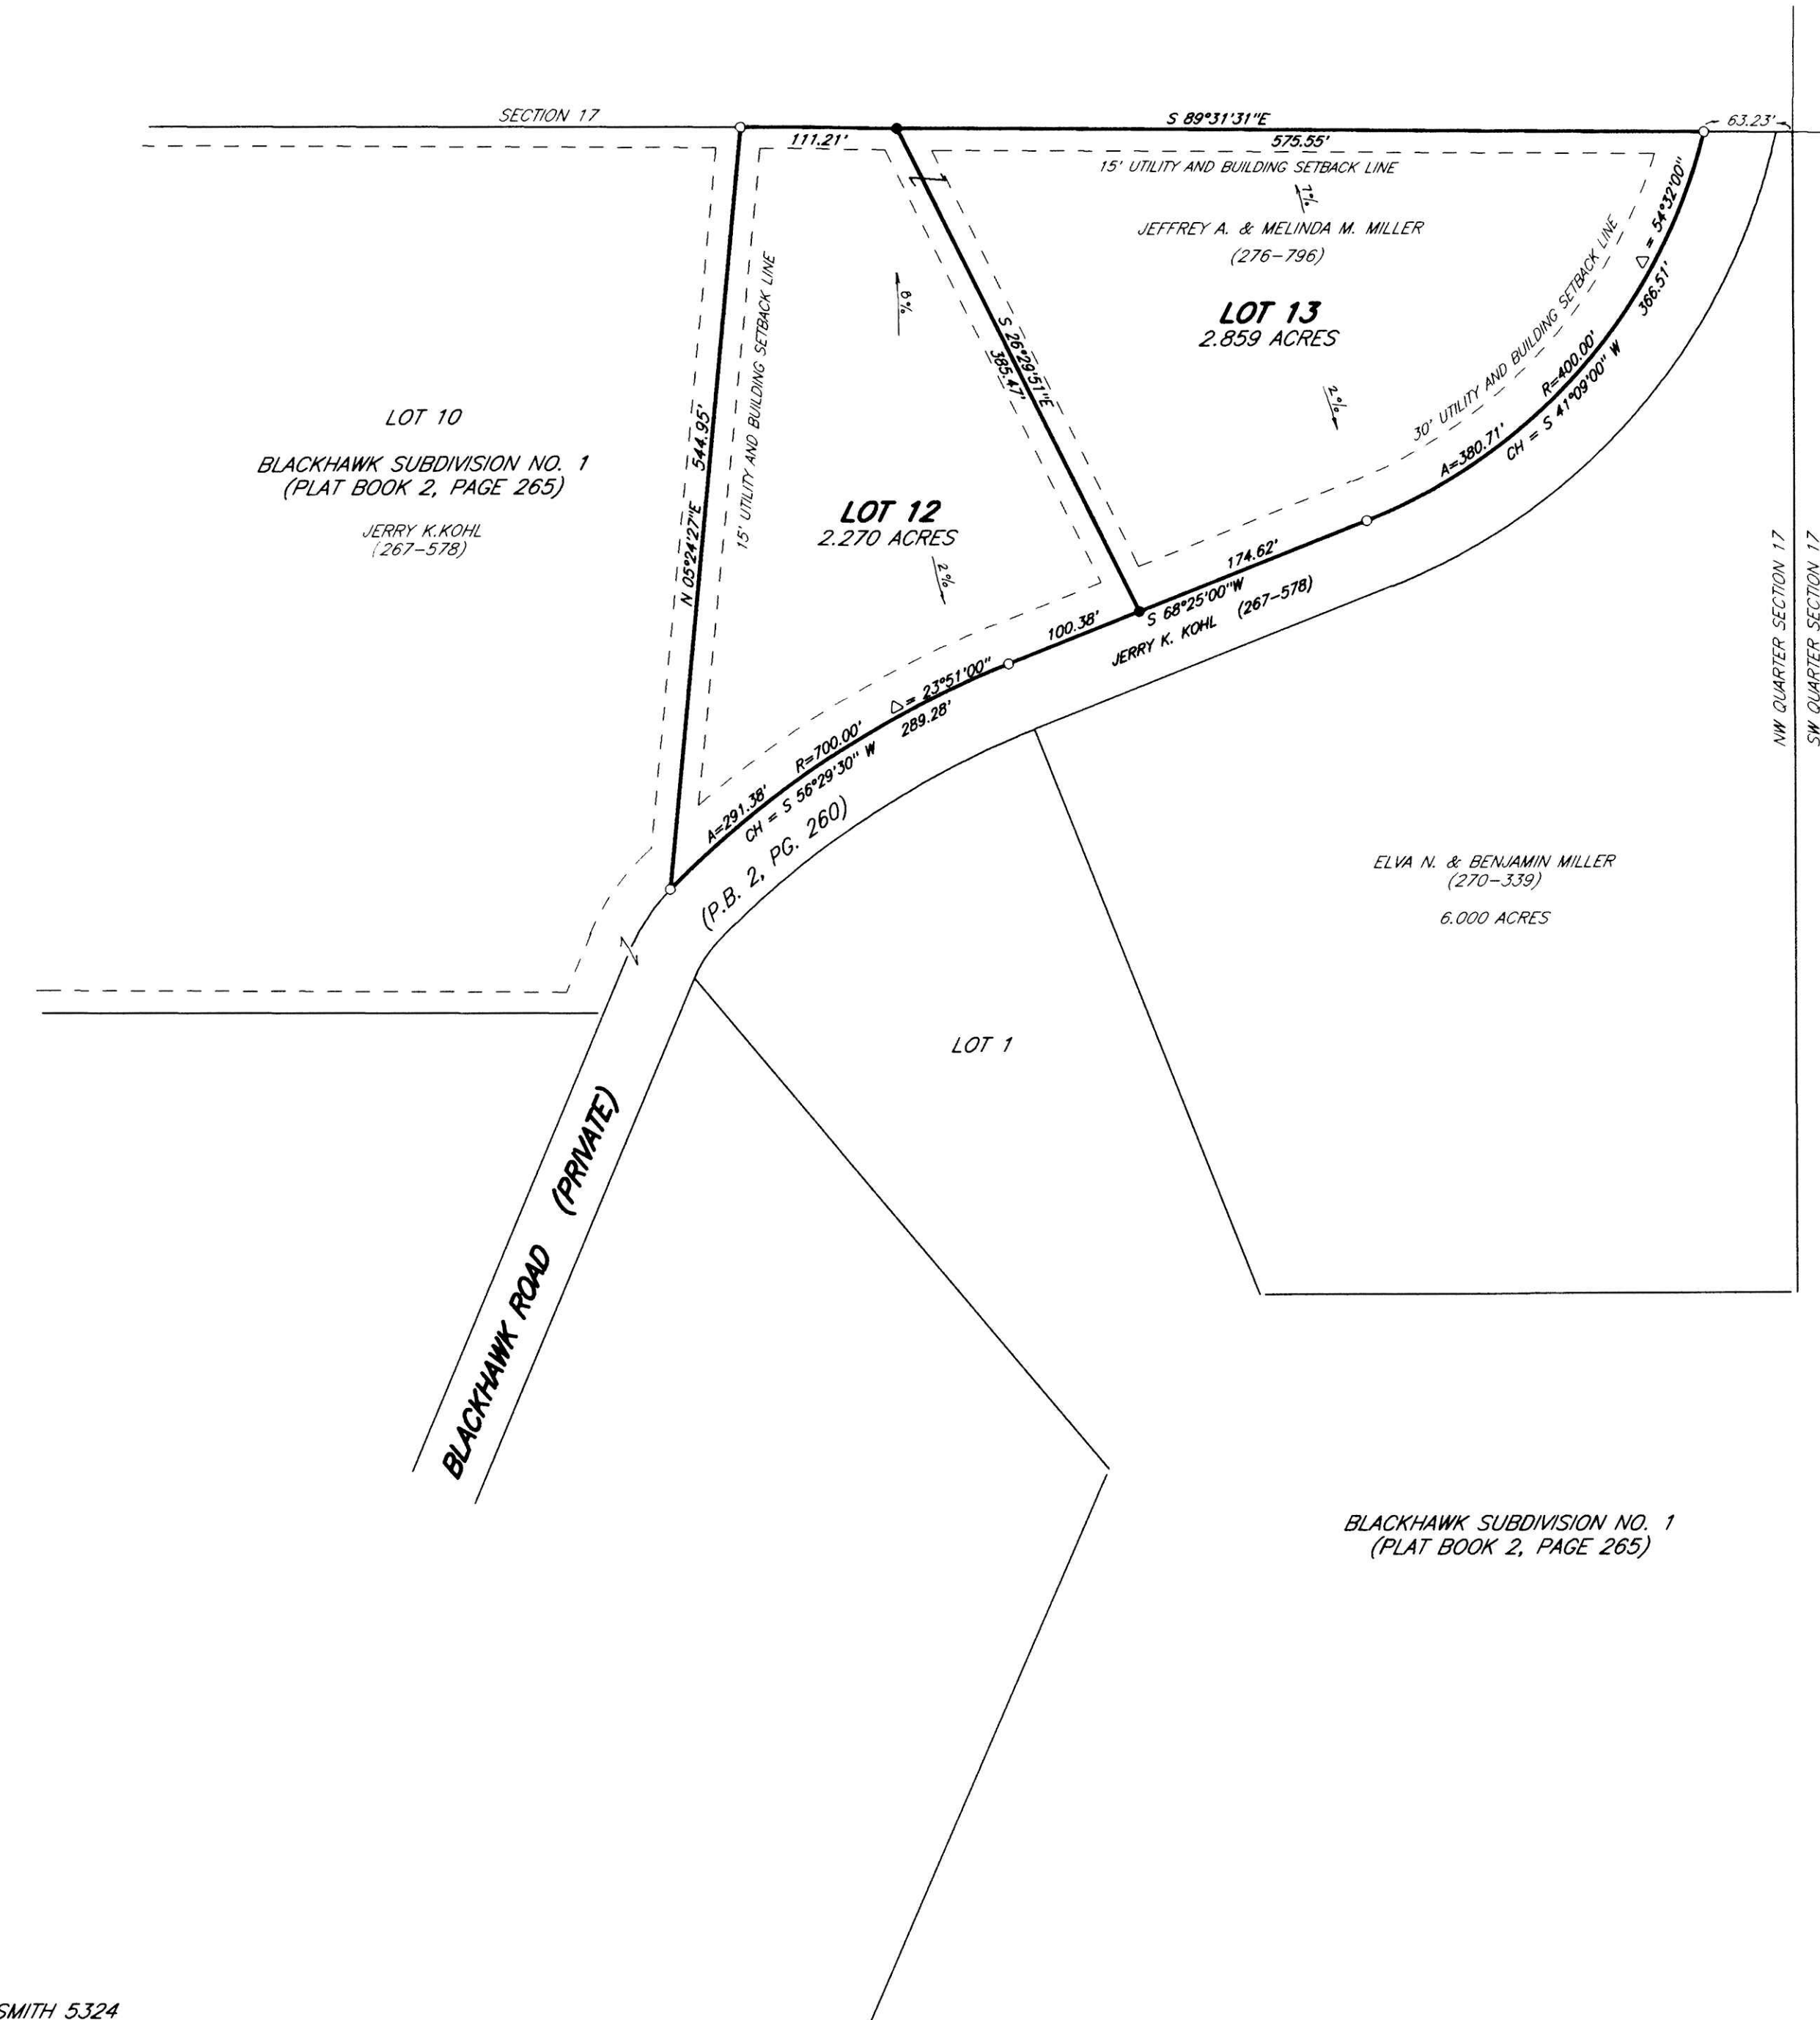 SECTION 17
S 89°31'31"E
63.23'
111.21'
575.55'
15' UTILITY AND BUILDING SETBACK LINE
7%
JEFFREY A. & MELINDA M. MILLER
(276-796)
LOT 13
2.859 ACRES
Δ = 54°32'00"
366.51'
30' UTILITY AND BUILDING SETBACK LINE
R=400.00'
A=380.71'
CH = S 41°09'00" W
2%
8%
S 26°29'51"E
385.47'
15' UTILITY AND BUILDING SETBACK LINE
N 05°24'27"E 544.95'
LOT 10
BLACKHAWK SUBDIVISION NO. 1
(PLAT BOOK 2, PAGE 265)
JERRY K.KOHL
(267-578)
LOT 12
2.270 ACRES
2%
174.62'
S 68°25'00"W
JERRY K. KOHL (267-578)
100.38'
Δ = 23°51'00"
289.28'
R=700.00'
A=291.38'
CH = S 56°29'30" W
(P.B. 2, PG. 260)
NW QUARTER SECTION 17
SW QUARTER SECTION 17
ELVA N. & BENJAMIN MILLER
(270-339)
6.000 ACRES
LOT 1
BLACKHAWK ROAD (PRIVATE)
BLACKHAWK SUBDIVISION NO. 1
(PLAT BOOK 2, PAGE 265)
SMITH 5324